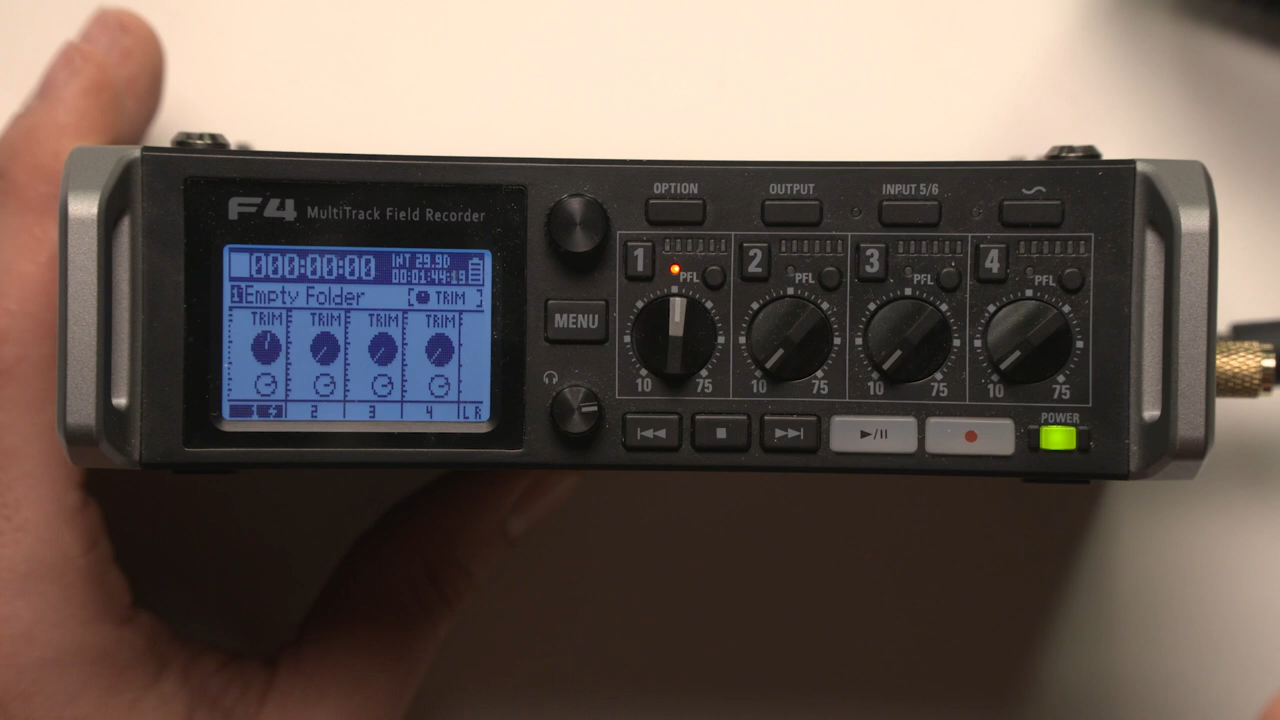 F4 MultiTrack Field Recorder
000:00:00
INT 29.9D
00:01:44:19
1 Empty Folder
[ TRIM ]
TRIM TRIM TRIM TRIM
2 3 4 L R
MENU
OPTION OUTPUT INPUT 5/6
1 2 3 4
PFL PFL PFL PFL
10 75 10 75 10 75 10 75
POWER